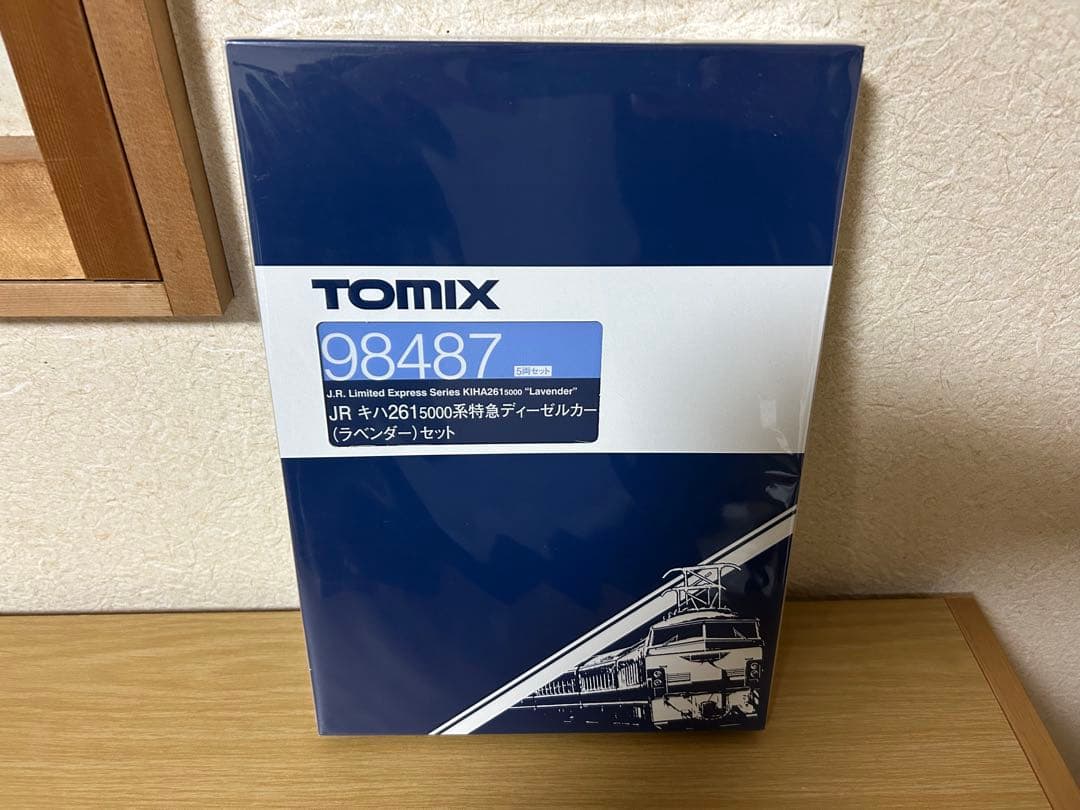 TOMIX
98487 5両セット
J.R. Limited Express Series KIHA2615000 "Lavender"
JR キハ2615000系特急ディーゼルカー
(ラベンダー)セット